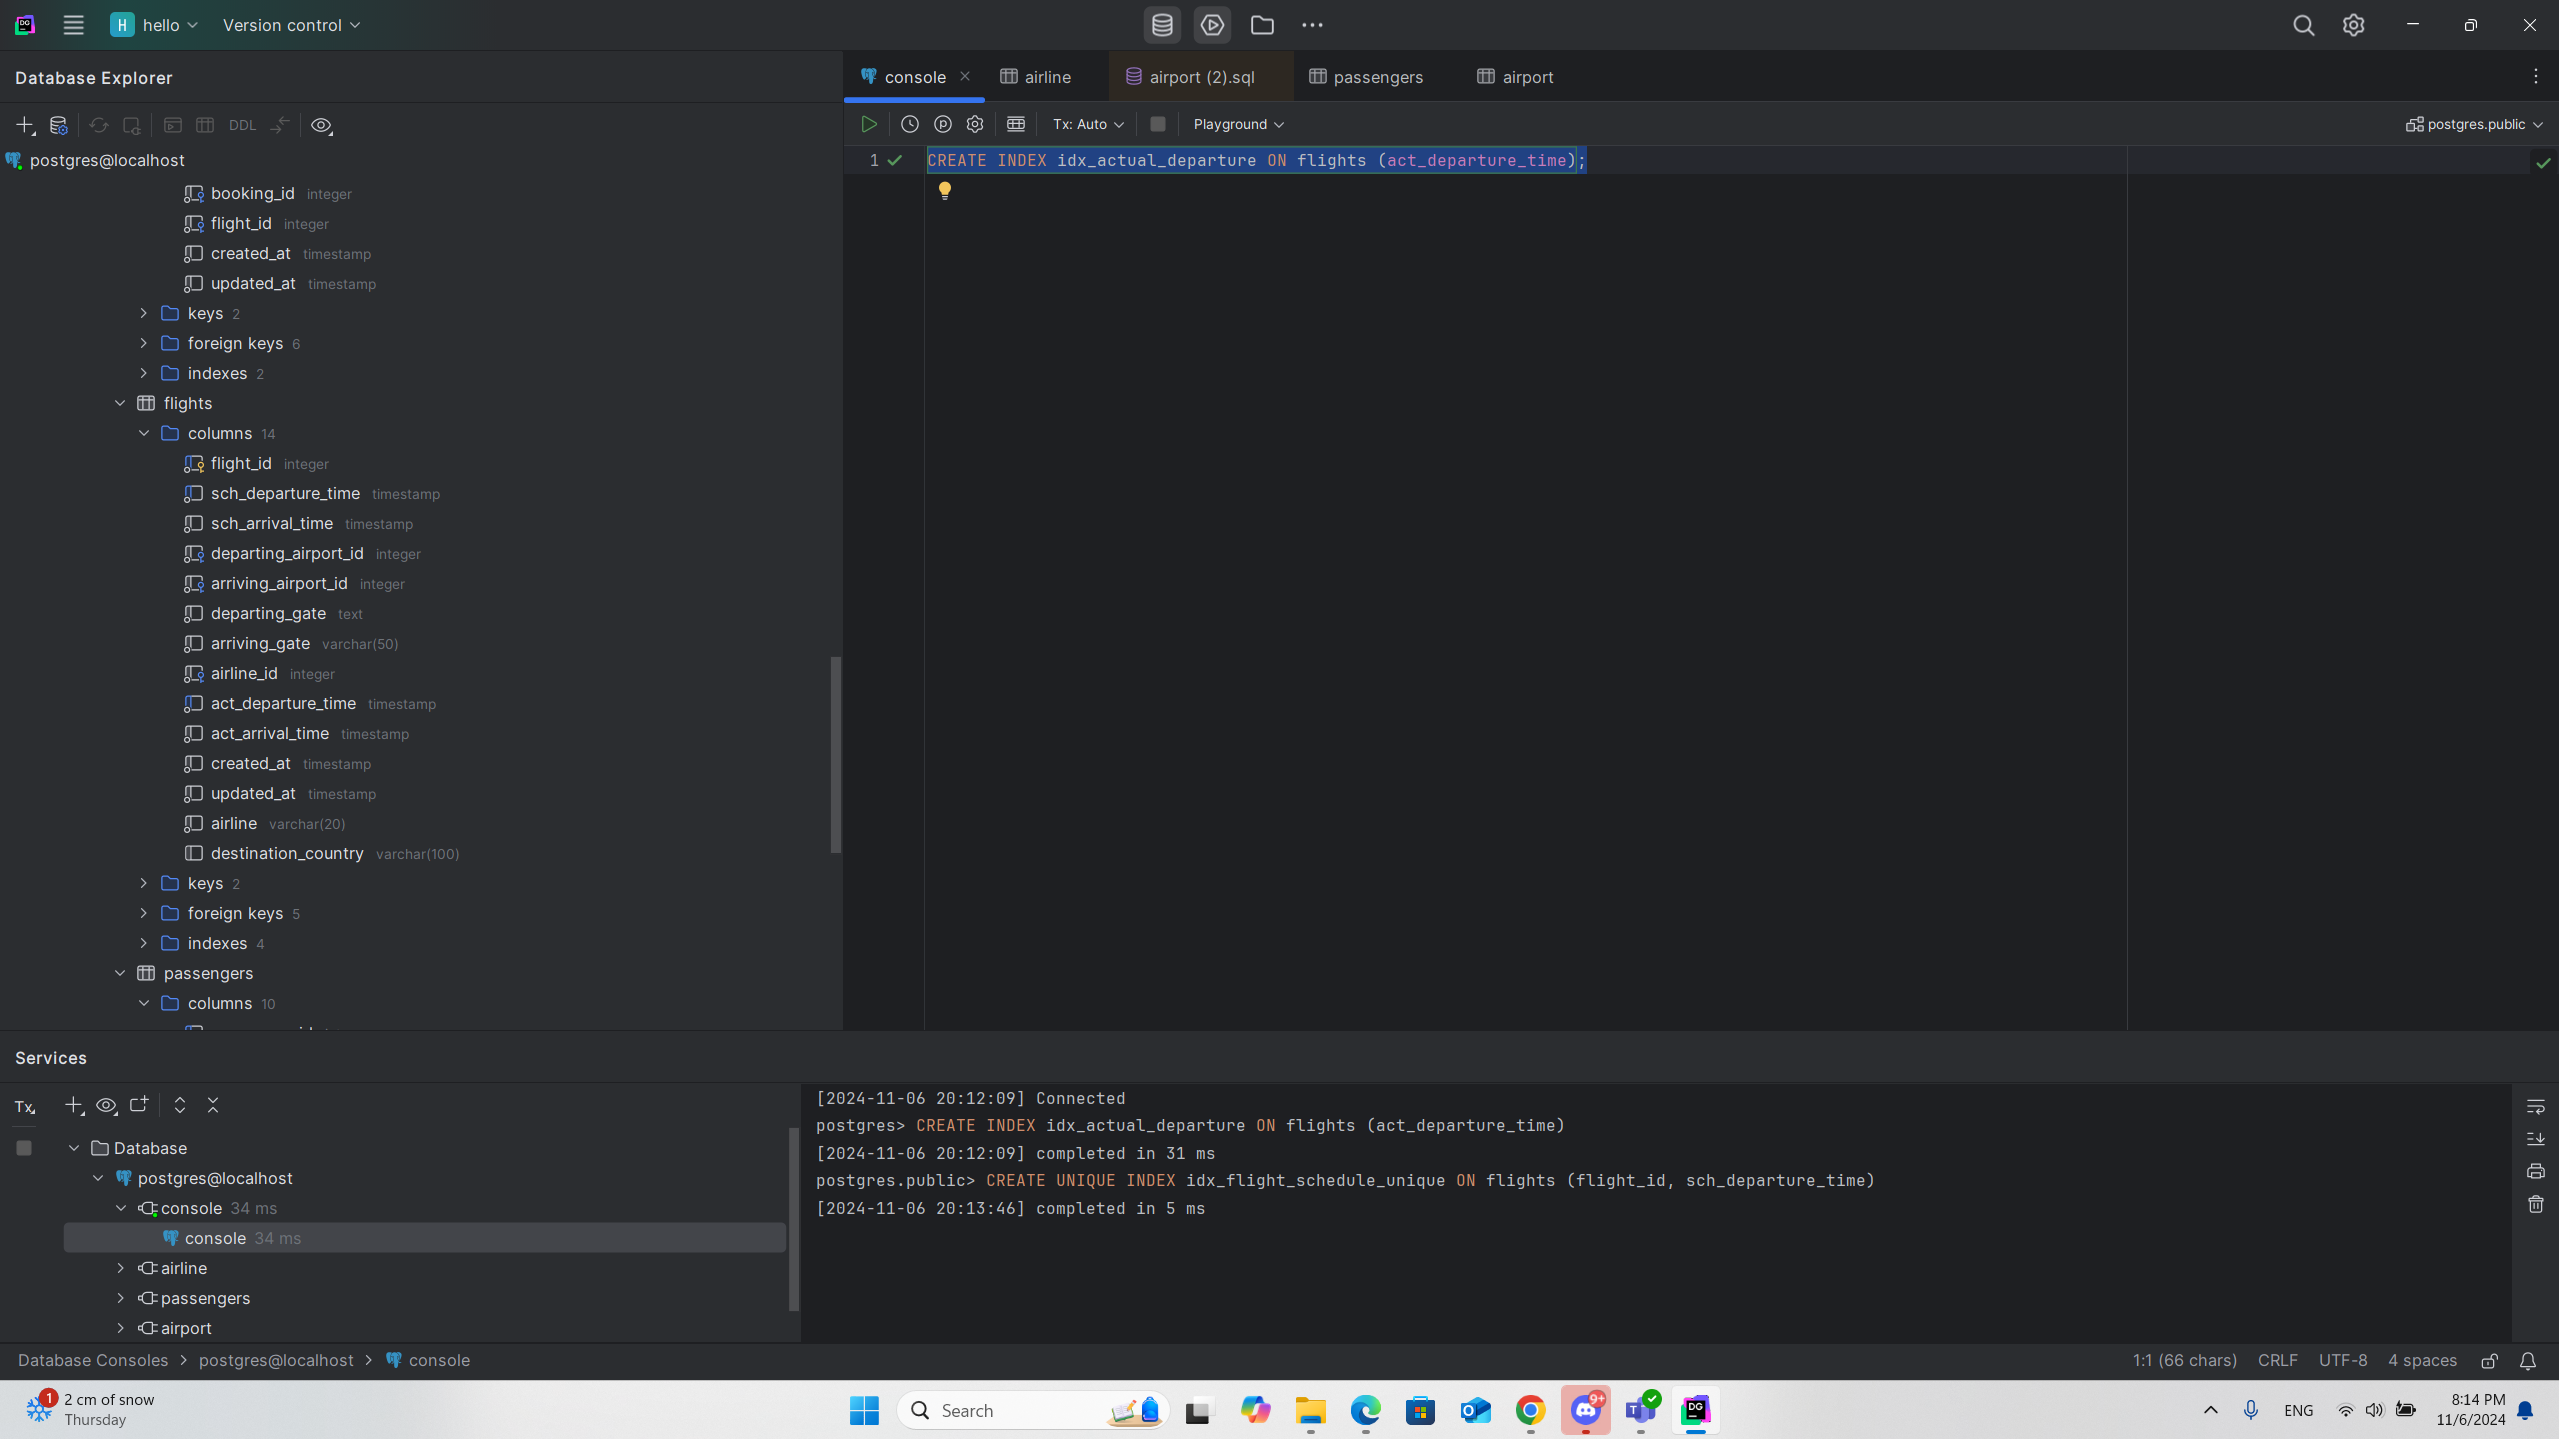 H hello Version control
Database Explorer
console airline airport (2).sql passengers airport
DDL
Tx: Auto Playground postgres.public
postgres@localhost
1 CREATE INDEX idx_actual_departure ON flights (act_departure_time);
booking_id integer
flight_id integer
created_at timestamp
updated_at timestamp
keys 2
foreign keys 6
indexes 2
flights
columns 14
flight_id integer
sch_departure_time timestamp
sch_arrival_time timestamp
departing_airport_id integer
arriving_airport_id integer
departing_gate text
arriving_gate varchar(50)
airline_id integer
act_departure_time timestamp
act_arrival_time timestamp
created_at timestamp
updated_at timestamp
airline varchar(20)
destination_country varchar(100)
keys 2
foreign keys 5
indexes 4
passengers
columns 10
Services
Tx
Database
postgres@localhost
console 34 ms
console 34 ms
airline
passengers
airport
[2024-11-06 20:12:09] Connected
postgres> CREATE INDEX idx_actual_departure ON flights (act_departure_time)
[2024-11-06 20:12:09] completed in 31 ms
postgres.public> CREATE UNIQUE INDEX idx_flight_schedule_unique ON flights (flight_id, sch_departure_time)
[2024-11-06 20:13:46] completed in 5 ms
Database Consoles > postgres@localhost > console
1:1 (66 chars) CRLF UTF-8 4 spaces
1
2 cm of snow
Thursday
Search
9+
DG
ENG
8:14 PM
11/6/2024